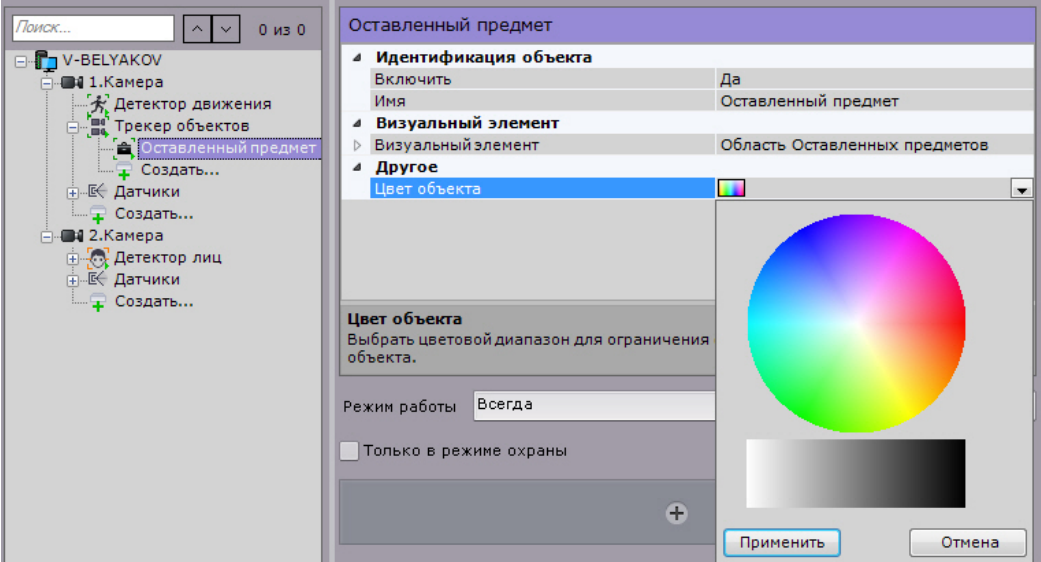 Поиск...
0 из 0
V-BELYAKOV
1.Камера
Детектор движения
Трекер объектов
Оставленный предмет
Создать...
Датчики
Создать...
2.Камера
Детектор лиц
Датчики
Создать...
Оставленный предмет
Идентификация объекта
Включить Да
Имя Оставленный предмет
Визуальный элемент
Визуальный элемент Область Оставленных предметов
Другое
Цвет объекта
Цвет объекта
Выбрать цветовой диапазон для ограничения
объекта.
Режим работы Всегда
Только в режиме охраны
Применить Отмена